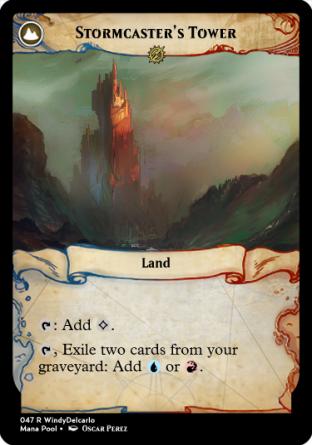 STORMCASTER'S TOWER
Land
: Add .
, Exile two cards from your
graveyard: Add or .
047 R WindyDelcarlo
Mana Pool • OSCAR PEREZ